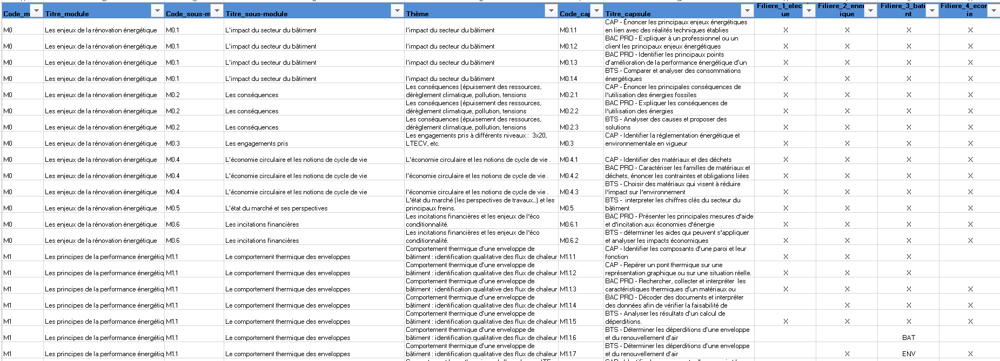 Code_m Titre_module Code_sous-m Titre_sous-module Thème Code_cap Titre_capsule Filiere_1_elec ue Filiere_2_ener ique Filiere_3_bati nt Filiere_4_ecor ie
M0 Les enjeux de la rénovation énergétique M0.1 L'impact du secteur du bâtiment l'impact du secteur du bâtiment M0.1.1 CAP - Énoncer les principaux enjeux énergétiques en lien avec des réalités techniques établies X X X X
M0 Les enjeux de la rénovation énergétique M0.1 L'impact du secteur du bâtiment l'impact du secteur du bâtiment M0.1.2 BAC PRO - Expliquer à un professionnel ou un client les principaux enjeux énergétiques X X X X
M0 Les enjeux de la rénovation énergétique M0.1 L'impact du secteur du bâtiment l'impact du secteur du bâtiment M0.1.3 BAC PRO - Identifier les principaux points d'amélioration de la performance énergétique d'un X X X X
M0 Les enjeux de la rénovation énergétique M0.1 L'impact du secteur du bâtiment l'impact du secteur du bâtiment M0.1.4 BTS - Comparer et analyser des consommations énergétiques X X X X
M0 Les enjeux de la rénovation énergétique M0.2 Les conséquences Les conséquences (épuisement des ressources, dérèglement climatique, pollution, tensions M0.2.1 CAP - Énoncer les principales conséquences de l'utilisation des énergies fossiles X X X X
M0 Les enjeux de la rénovation énergétique M0.2 Les conséquences Les conséquences (épuisement des ressources, dérèglement climatique, pollution, tensions M0.2.2 BAC PRO - Expliquer les conséquences de l'utilisation des énergies X X X X
M0 Les enjeux de la rénovation énergétique M0.2 Les conséquences Les conséquences (épuisement des ressources, dérèglement climatique, pollution, tensions M0.2.3 BTS - Analyser des causes et proposer des solutions X X X X
M0 Les enjeux de la rénovation énergétique M0.3 Les engagements pris Les engagements pris à différents niveaux : 3x20, LTECV, etc. M0.3 CAP - Identifier la réglementation énergétique et environnementale en vigueur X X X X
M0 Les enjeux de la rénovation énergétique M0.4 L'économie circulaire et les notions de cycle de vie L'économie circulaire et les notions de cycle de vie . M0.4.1 CAP - Identifier des matériaux et des déchets X X X X
M0 Les enjeux de la rénovation énergétique M0.4 L'économie circulaire et les notions de cycle de vie l'économie circulaire et les notions de cycle de vie . M0.4.2 BAC PRO - Caractériser les familles de matériaux et déchets, énoncer les contraintes et obligations liées X X X X
M0 Les enjeux de la rénovation énergétique M0.4 L'économie circulaire et les notions de cycle de vie l'économie circulaire et les notions de cycle de vie . M0.4.3 BTS - Choisir des matériaux qui visent à réduire l'impact sur l'environnement X X X X
M0 Les enjeux de la rénovation énergétique M0.5 L'état du marché et ses perspectives L'état du marché (les perspectives de travaux...) et les principaux freins. M0.5 BTS - interpreter les chiffres clés du secteur du bâtiment X X X X
M0 Les enjeux de la rénovation énergétique M0.6 Les incitations financières Les incitations financières et les enjeux de l'éco conditionnalité. M0.6.1 BAC PRO - Présenter les principales mesures d'aide et d'incitation aux économies d'énergie X X X X
M0 Les enjeux de la rénovation énergétique M0.6 Les incitations financières Les incitations financières et les enjeux de l'éco conditionnalité. M0.6.2 BTS - déterminer les aides qui peuvent s'appliquer et analyser les impacts économiques X X X X
M1 Les principes de la performance énergétiq M1.1 Le comportement thermique des enveloppes Comportement thermique d'une enveloppe de bâtiment : identification qualitative des flux de chaleur M1.1.1 CAP - Identifier les composants d'une paroi et leur fonction X X X
M1 Les principes de la performance énergétiq M1.1 Le comportement thermique des enveloppes Comportement thermique d'une enveloppe de bâtiment : identification qualitative des flux de chaleur M1.1.2 CAP - Repérer un pont thermique sur une représentation graphique ou sur une situation réelle. X X X
M1 Les principes de la performance énergétiq M1.1 Le comportement thermique des enveloppes Comportement thermique d'une enveloppe de bâtiment : identification qualitative des flux de chaleur M1.1.3 BAC PRO - Rechercher, collecter et interpréter les caractéristiques thermiques d'un matériaux ou X X X X
M1 Les principes de la performance énergétiq M1.1 Le comportement thermique des enveloppes Comportement thermique d'une enveloppe de bâtiment : identification qualitative des flux de chaleur M1.1.4 BAC PRO - Décoder des documents et interpréter des données afin de vérifier la faisabilité de X X X
M1 Les principes de la performance énergétiq M1.1 Le comportement thermique des enveloppes Comportement thermique d'une enveloppe de bâtiment : identification qualitative des flux de chaleur M1.1.5 BTS - Analyser les résultats d'un calcul de déperditions. X X X X
M1 Les principes de la performance énergétiq M1.1 Le comportement thermique des enveloppes Comportement thermique d'une enveloppe de bâtiment : identification qualitative des flux de chaleur M1.1.6 BTS - Déterminer les déperditions d'une enveloppe et du renouvellement d'air BAT
M1 Les principes de la performance énergétiq M1.1 Le comportement thermique des enveloppes Comportement thermique d'une enveloppe de bâtiment : identification qualitative des flux de chaleur M1.1.7 BTS - Déterminer les déperditions d'une enveloppe et du renouvellement d'air X ENV X